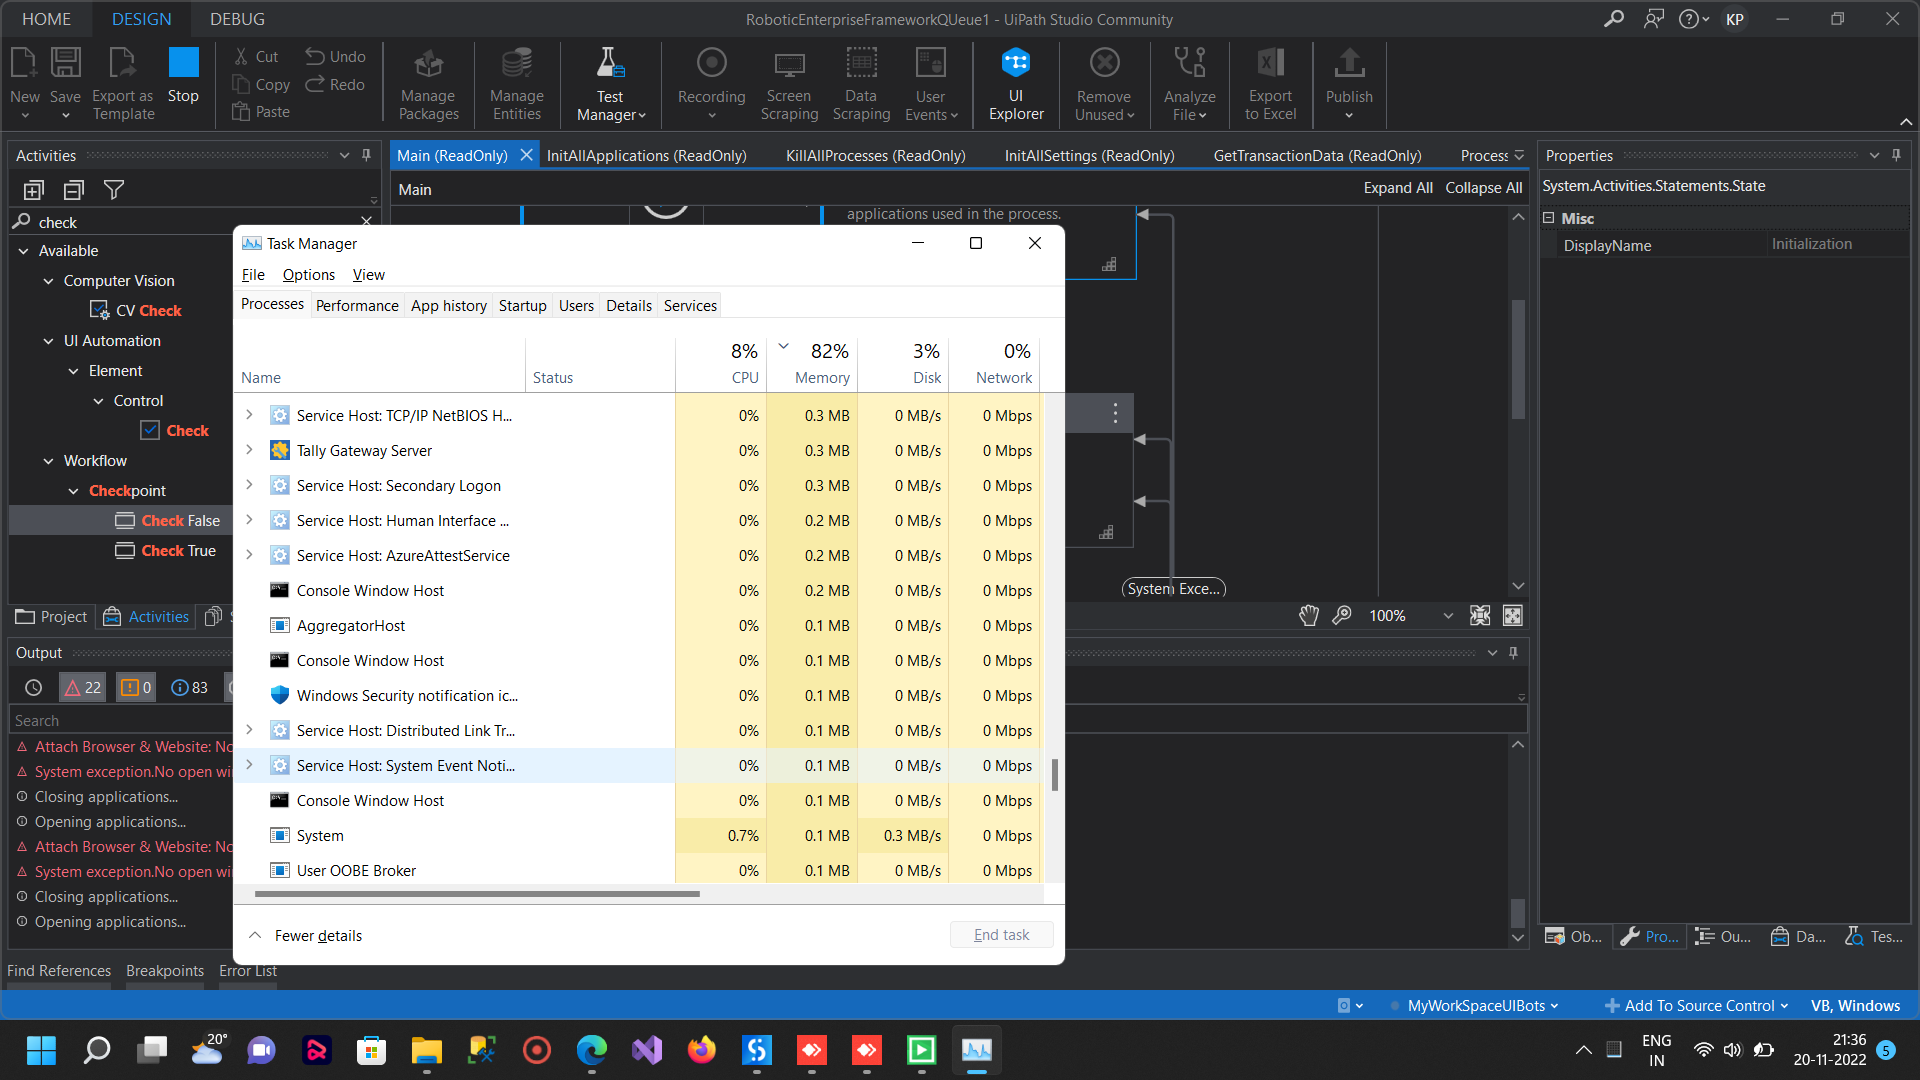 HOME DESIGN DEBUG
RoboticEnterpriseFrameworkQUeue1 - UiPath Studio Community
KP
New
Save
Export as Template
Stop
Cut
Copy
Paste
Undo
Redo
Manage Packages
Manage Entities
Test Manager
Recording
Screen Scraping
Data Scraping
User Events
UI Explorer
Remove Unused
Analyze File
Export to Excel
Publish
Activities
check
Available
Computer Vision
CV Check
UI Automation
Element
Control
Check
Workflow
Checkpoint
Check False
Check True
Project
Activities
Main (ReadOnly)
InitAllApplications (ReadOnly)
KillAllProcesses (ReadOnly)
InitAllSettings (ReadOnly)
GetTransactionData (ReadOnly)
Process
Main
Expand All Collapse All
applications used in the process.
System Exce...
100%
Properties
System.Activities.Statements.State
Misc
DisplayName Initialization
Task Manager
File Options View
Processes Performance App history Startup Users Details Services
8% 82% 3% 0%
Name Status CPU Memory Disk Network
Service Host: TCP/IP NetBIOS H... 0% 0.3 MB 0 MB/s 0 Mbps
Tally Gateway Server 0% 0.3 MB 0 MB/s 0 Mbps
Service Host: Secondary Logon 0% 0.3 MB 0 MB/s 0 Mbps
Service Host: Human Interface ... 0% 0.2 MB 0 MB/s 0 Mbps
Service Host: AzureAttestService 0% 0.2 MB 0 MB/s 0 Mbps
Console Window Host 0% 0.2 MB 0 MB/s 0 Mbps
AggregatorHost 0% 0.1 MB 0 MB/s 0 Mbps
Console Window Host 0% 0.1 MB 0 MB/s 0 Mbps
Windows Security notification ic... 0% 0.1 MB 0 MB/s 0 Mbps
Service Host: Distributed Link Tr... 0% 0.1 MB 0 MB/s 0 Mbps
Service Host: System Event Noti... 0% 0.1 MB 0 MB/s 0 Mbps
Console Window Host 0% 0.1 MB 0 MB/s 0 Mbps
System 0.7% 0.1 MB 0.3 MB/s 0 Mbps
User OOBE Broker 0% 0.1 MB 0 MB/s 0 Mbps
Fewer details
End task
Output
22 0 83
Search
Attach Browser & Website: No
System exception.No open wi
Closing applications...
Opening applications...
Attach Browser & Website: No
System exception.No open wi
Closing applications...
Opening applications...
Ob... Pro... Ou... Da... Tes...
Find References Breakpoints Error List
MyWorkSpaceUIBots
Add To Source Control
VB, Windows
20°
ENG
IN
21:36
20-11-2022
5